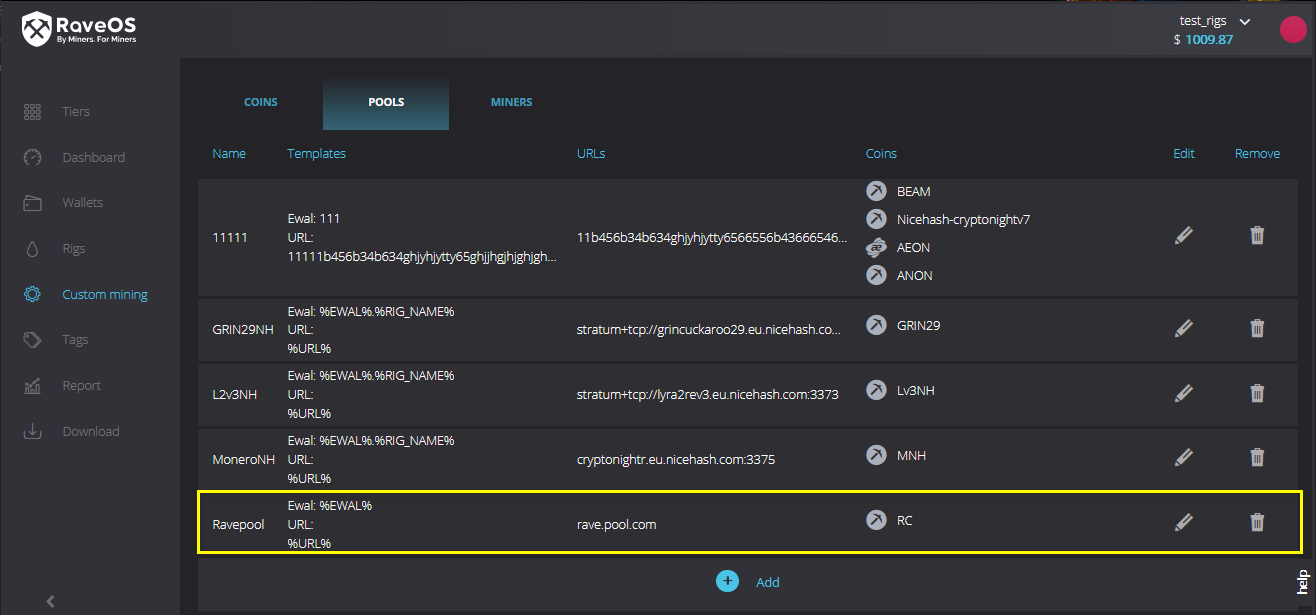 RaveOS
By Miners. For Miners
test_rigs
$ 1009.87
Tiers
Dashboard
Wallets
Rigs
Custom mining
Tags
Report
Download
COINS
POOLS
MINERS
Name
Templates
URLs
Coins
Edit
Remove
11111
Ewal: 111
URL:
11111b456b34b634ghjyhjytty65ghjjhgjhjghjgh...
11b456b34b634ghjyhjytty6566556b43666546...
BEAM
Nicehash-cryptonightv7
AEON
ANON
GRIN29NH
Ewal: %EWAL%.%RIG_NAME%
URL:
%URL%
stratum+tcp://grincuckaroo29.eu.nicehash.co...
GRIN29
L2v3NH
Ewal: %EWAL%.%RIG_NAME%
URL:
%URL%
stratum+tcp://lyra2rev3.eu.nicehash.com:3373
Lv3NH
MoneroNH
Ewal: %EWAL%.%RIG_NAME%
URL:
%URL%
cryptonightr.eu.nicehash.com:3375
MNH
Ravepool
Ewal: %EWAL%
URL:
%URL%
rave.pool.com
RC
Add
help